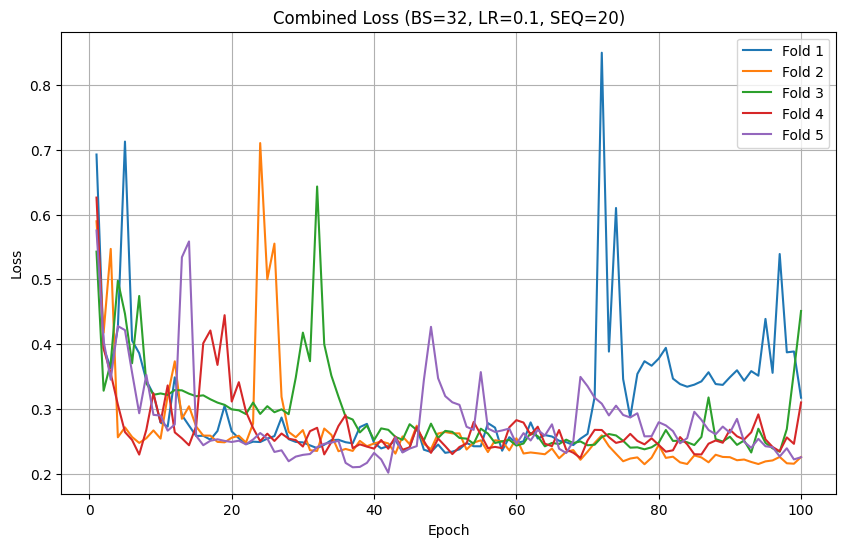 Combined Loss (BS=32, LR=0.1, SEQ=20)
Fold 1
Fold 2
Fold 3
Fold 4
Fold 5
Loss
0.8
0.7
0.6
0.5
0.4
0.3
0.2
0 20 40 60 80 100
Epoch